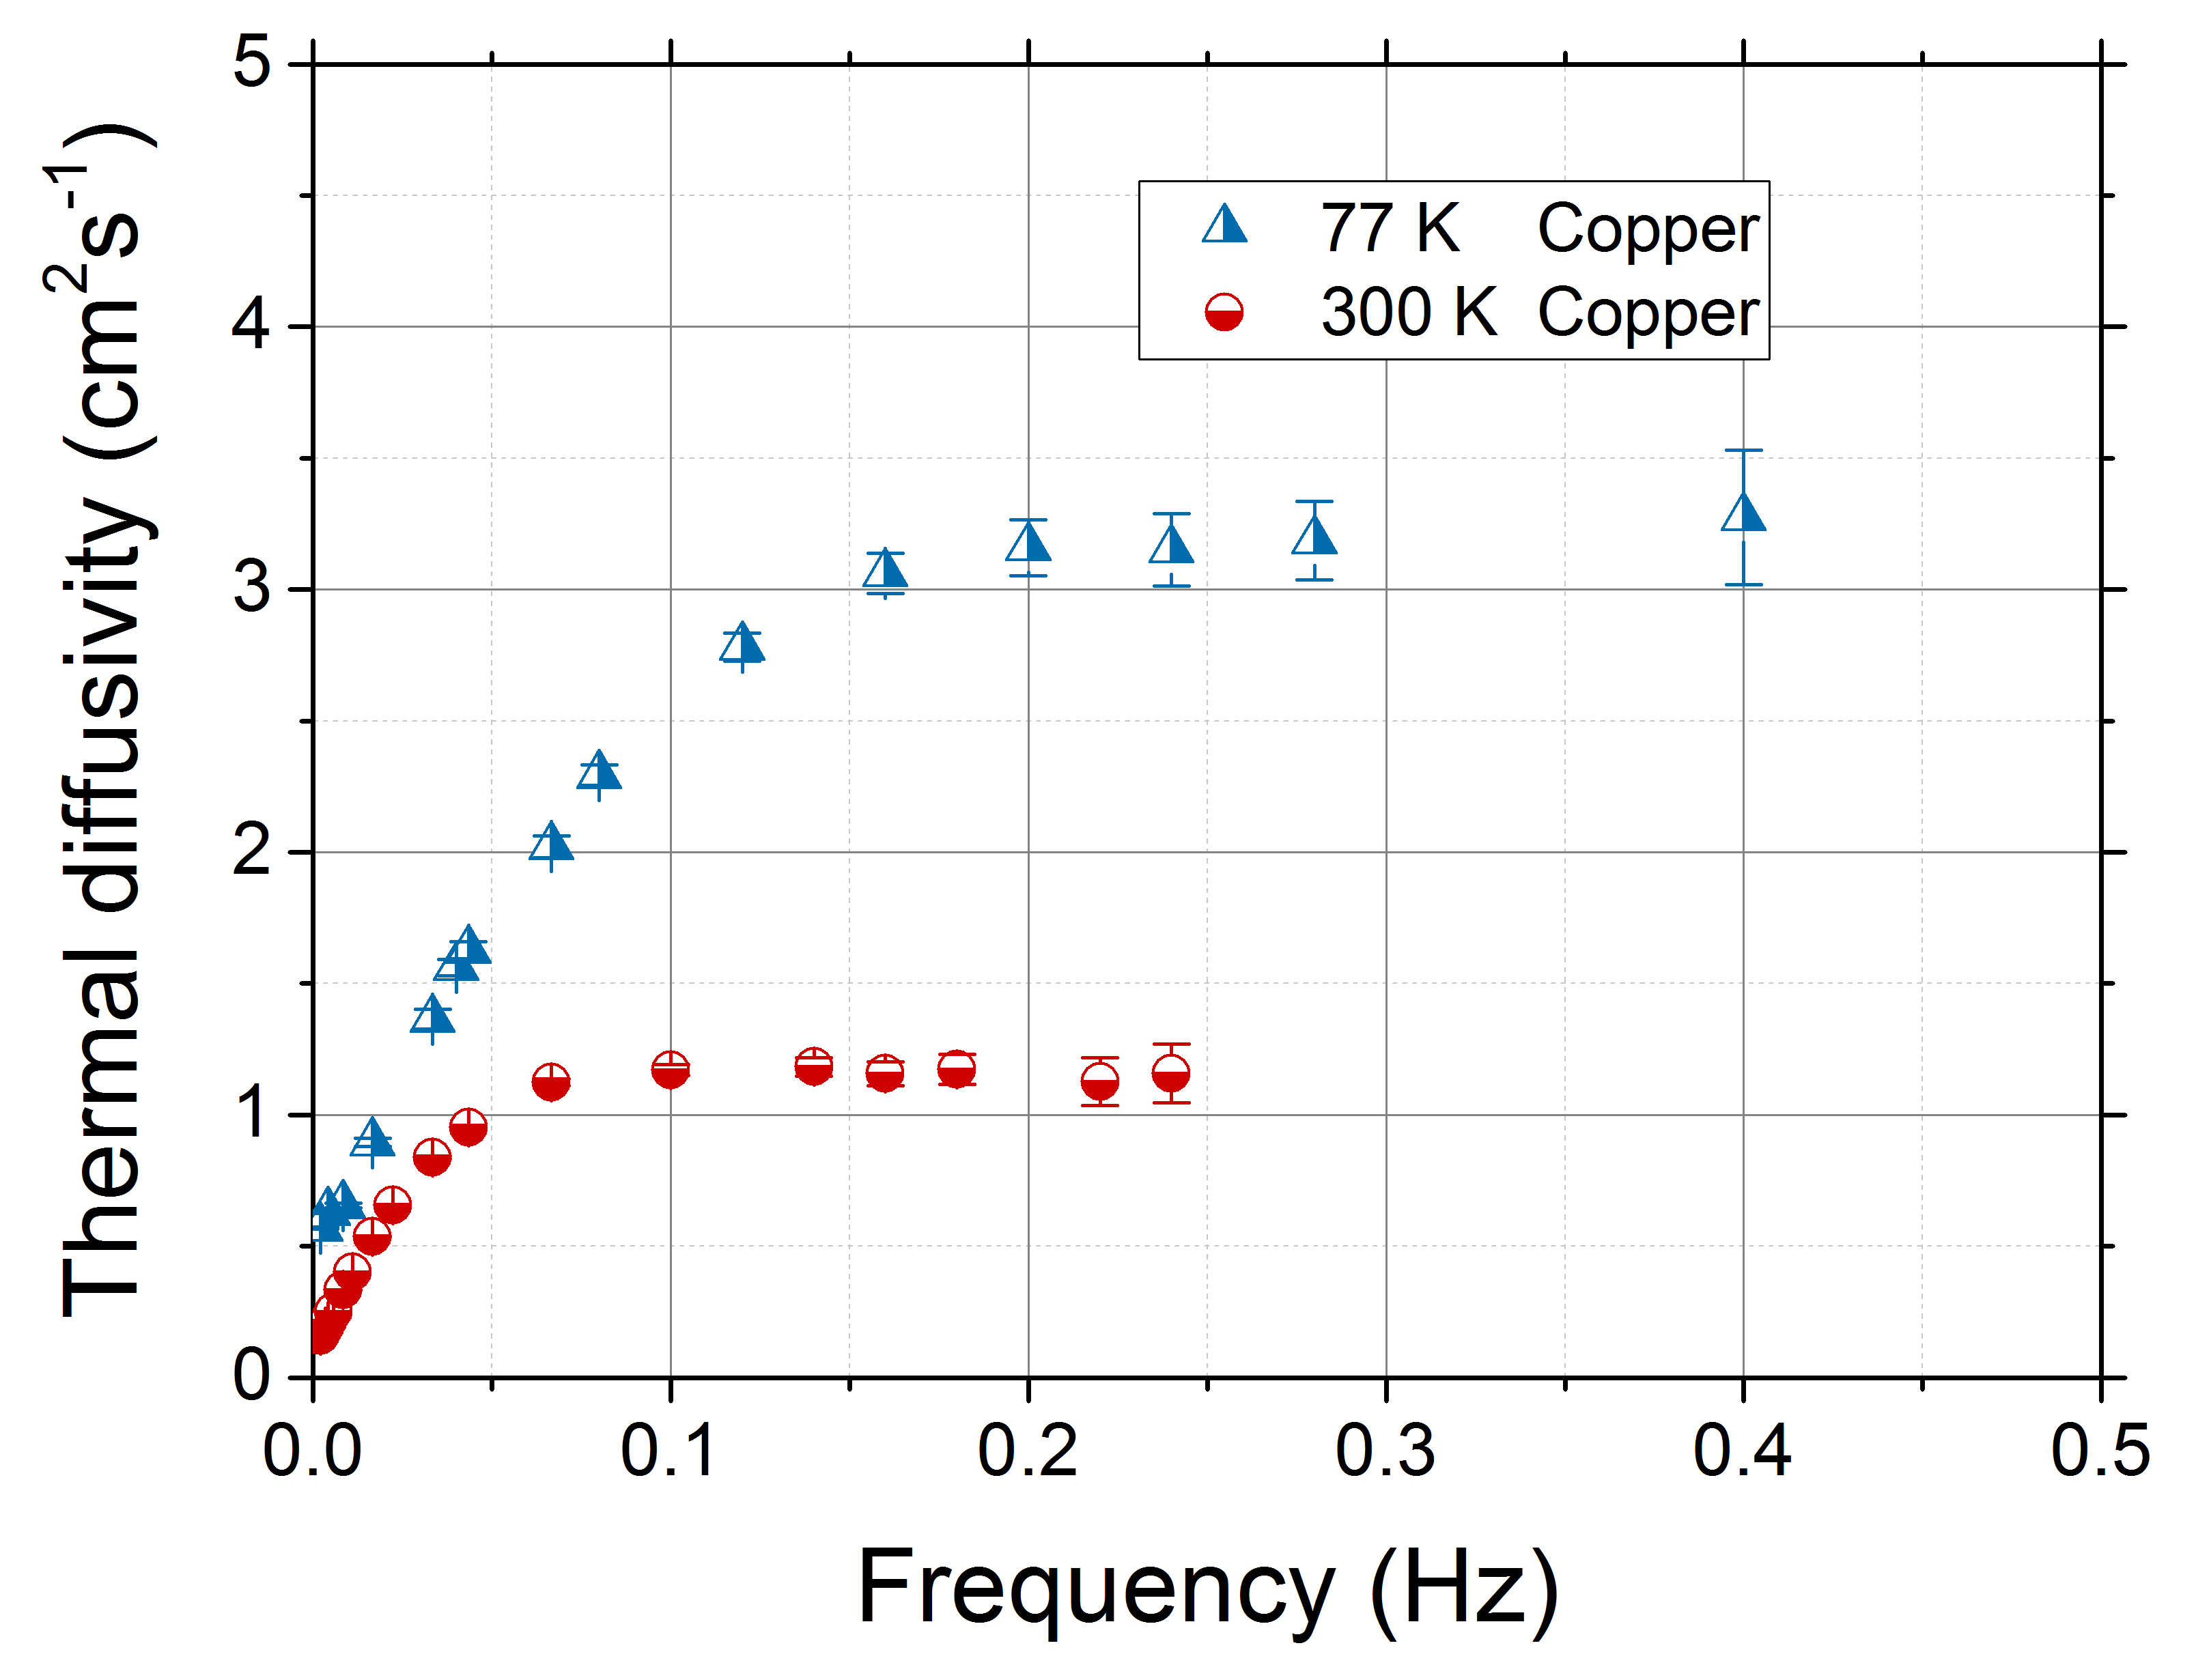 Thermal diffusivity (cm²s⁻¹)
5
4
3
2
1
0
77 K Copper
300 K Copper
0.0 0.1 0.2 0.3 0.4 0.5
Frequency (Hz)